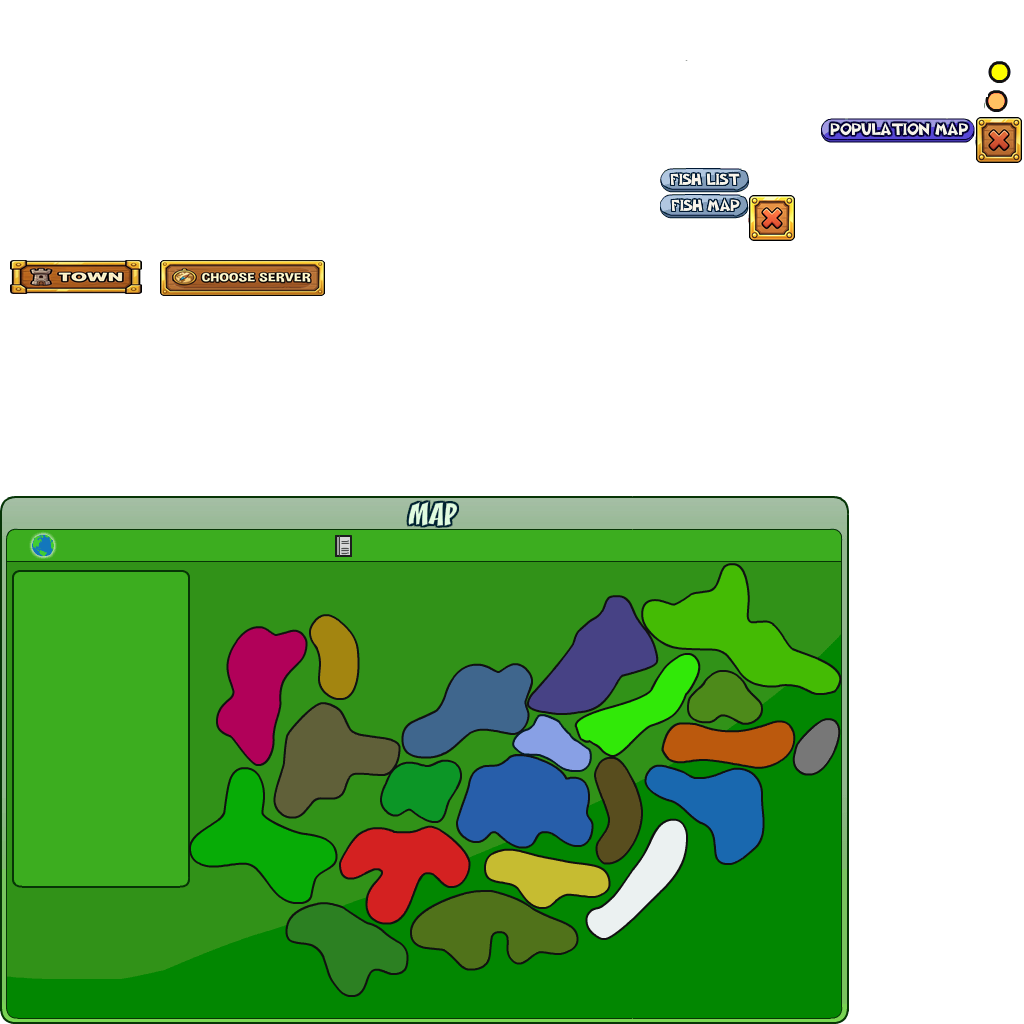 POPULATION MAP
FISH LIST
FISH MAP
TOWN
CHOOSE SERVER
MAP